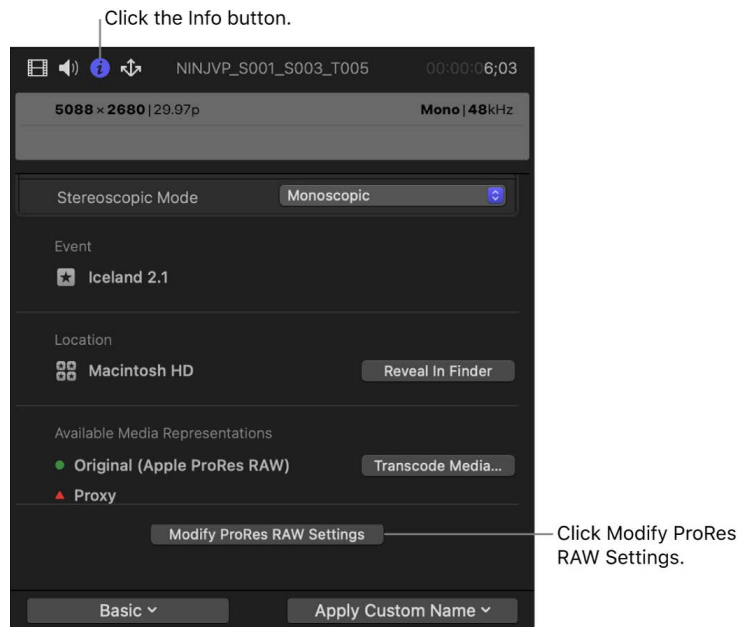 Click the Info button.
NINJVP_S001_S003_T005 00:00:06;03
5088 × 2680 | 29.97p Mono | 48kHz
Stereoscopic Mode Monoscopic
Event
Iceland 2.1
Location
Macintosh HD Reveal In Finder
Available Media Representations
Original (Apple ProRes RAW) Transcode Media...
Proxy
Modify ProRes RAW Settings
Click Modify ProRes
RAW Settings.
Basic Apply Custom Name